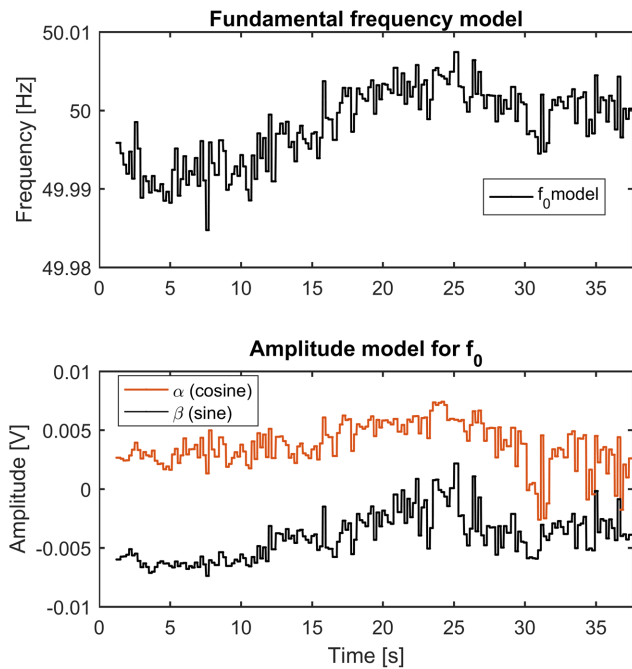 Fundamental frequency model
50.01
50
49.99
49.98
Frequency [Hz]
f0model
0 5 10 15 20 25 30 35
Amplitude model for f0
0.01
0.005
0
-0.005
-0.01
Amplitude [V]
α (cosine)
β (sine)
0 5 10 15 20 25 30 35
Time [s]